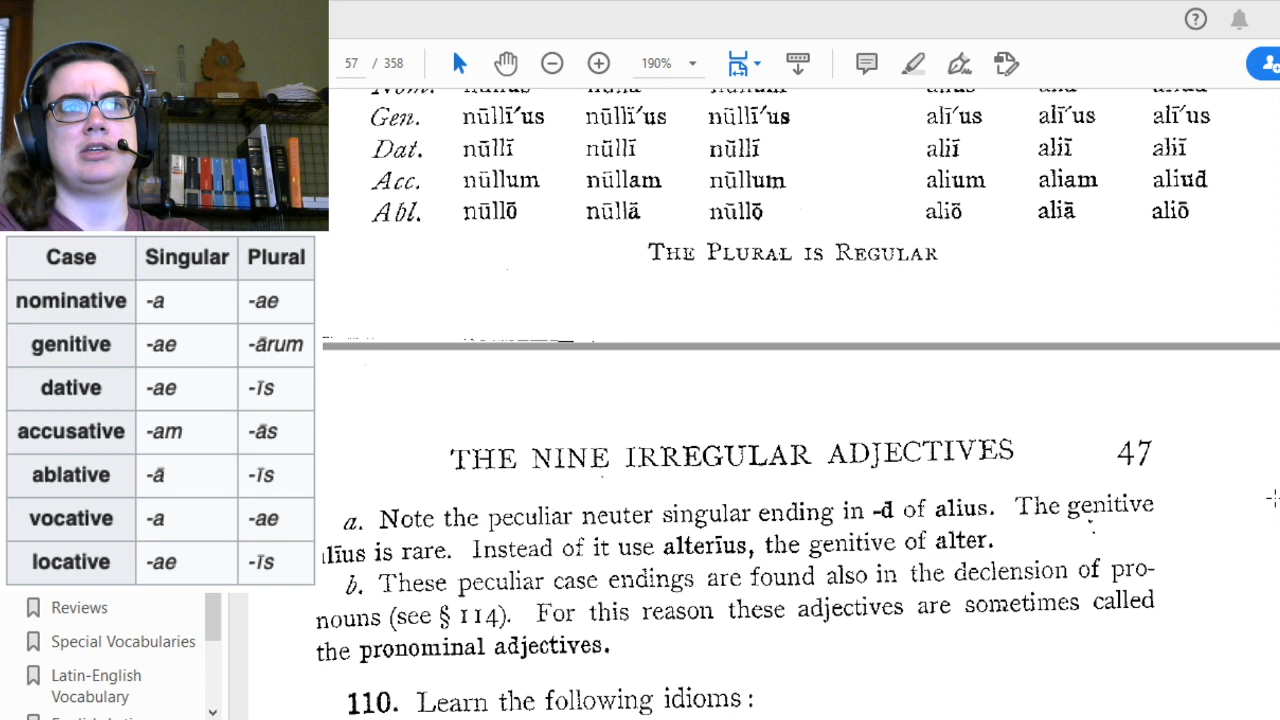 57 / 358
190%
Gen. nūllī′us nūllī′us nūllī′us alī′us alī′us alī′us
Dat. nūllī nūllī nūllī aliī aliī aliī
Acc. nūllum nūllam nūllum alium aliam aliud
Abl. nūllō nūllā nūllō aliō aliā aliō
THE PLURAL IS REGULAR
THE NINE IRREGULAR ADJECTIVES 47
a. Note the peculiar neuter singular ending in -d of alius. The genitive
līus is rare. Instead of it use alterīus, the genitive of alter.
b. These peculiar case endings are found also in the declension of pro-
nouns (see § 114). For this reason these adjectives are sometimes called
the pronominal adjectives.
110. Learn the following idioms:
Case Singular Plural
nominative -a -ae
genitive -ae -ārum
dative -ae -īs
accusative -am -ās
ablative -ā -īs
vocative -a -ae
locative -ae -īs
Reviews
Special Vocabularies
Latin-English
Vocabulary